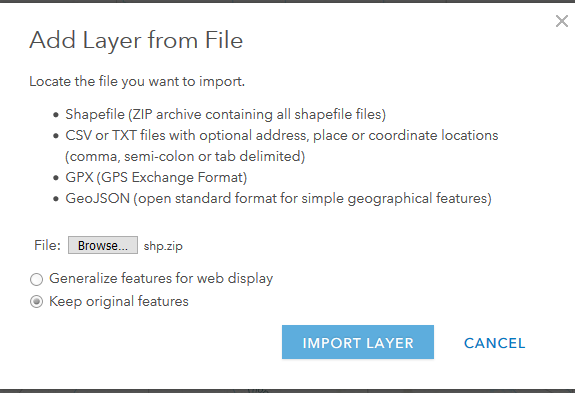 Add Layer from File
Locate the file you want to import.
• Shapefile (ZIP archive containing all shapefile files)
• CSV or TXT files with optional address, place or coordinate locations
(comma, semi-colon or tab delimited)
• GPX (GPS Exchange Format)
• GeoJSON (open standard format for simple geographical features)
File: Browse... shp.zip
Generalize features for web display
Keep original features
IMPORT LAYER CANCEL